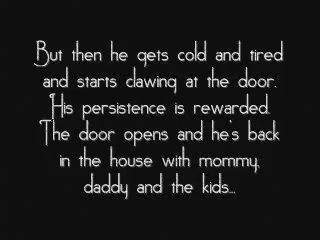 But then he gets cold and tired
and starts clawing at the door.
His persistence is rewarded.
The door opens and he's back
in the house with mommy,
daddy and the kids...